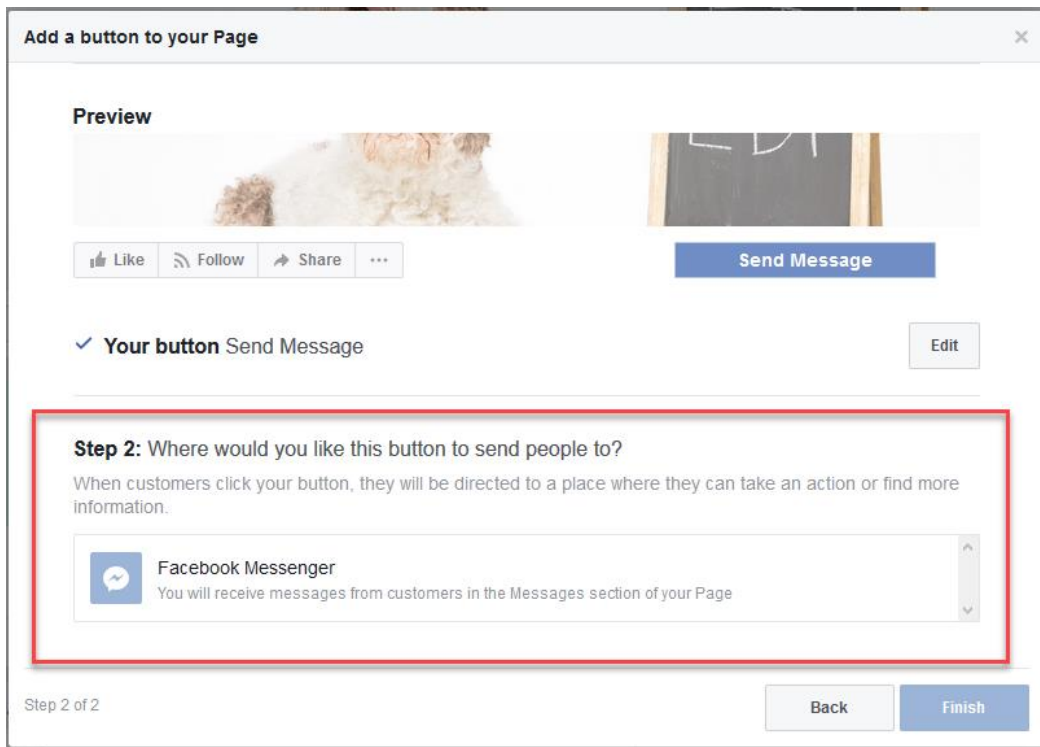 Add a button to your Page
Preview
Like
Follow
Share
Send Message
Your button Send Message
Edit
Step 2: Where would you like this button to send people to?
When customers click your button, they will be directed to a place where they can take an action or find more
information.
Facebook Messenger
You will receive messages from customers in the Messages section of your Page
Step 2 of 2
Back
Finish